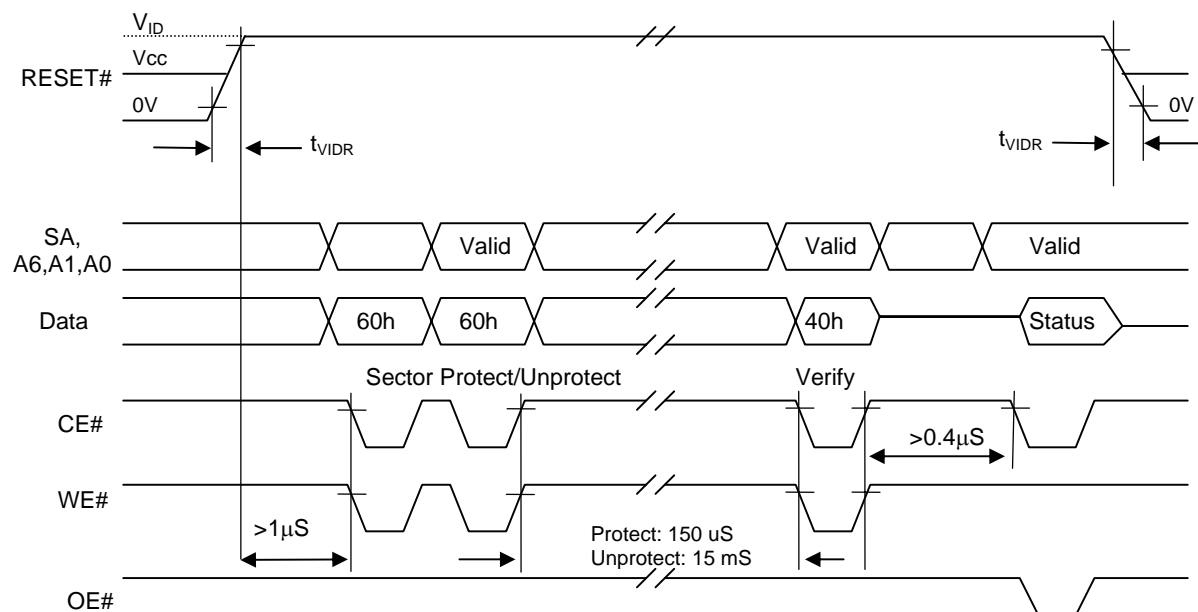 VID
Vcc
RESET#
0V
0V
tVIDR
tVIDR
SA,
A6,A1,A0
Valid
Valid
Valid
Data
60h
60h
40h
Status
Sector Protect/Unprotect
Verify
CE#
>0.4μS
WE#
>1μS
Protect: 150 uS
Unprotect: 15 mS
OE#